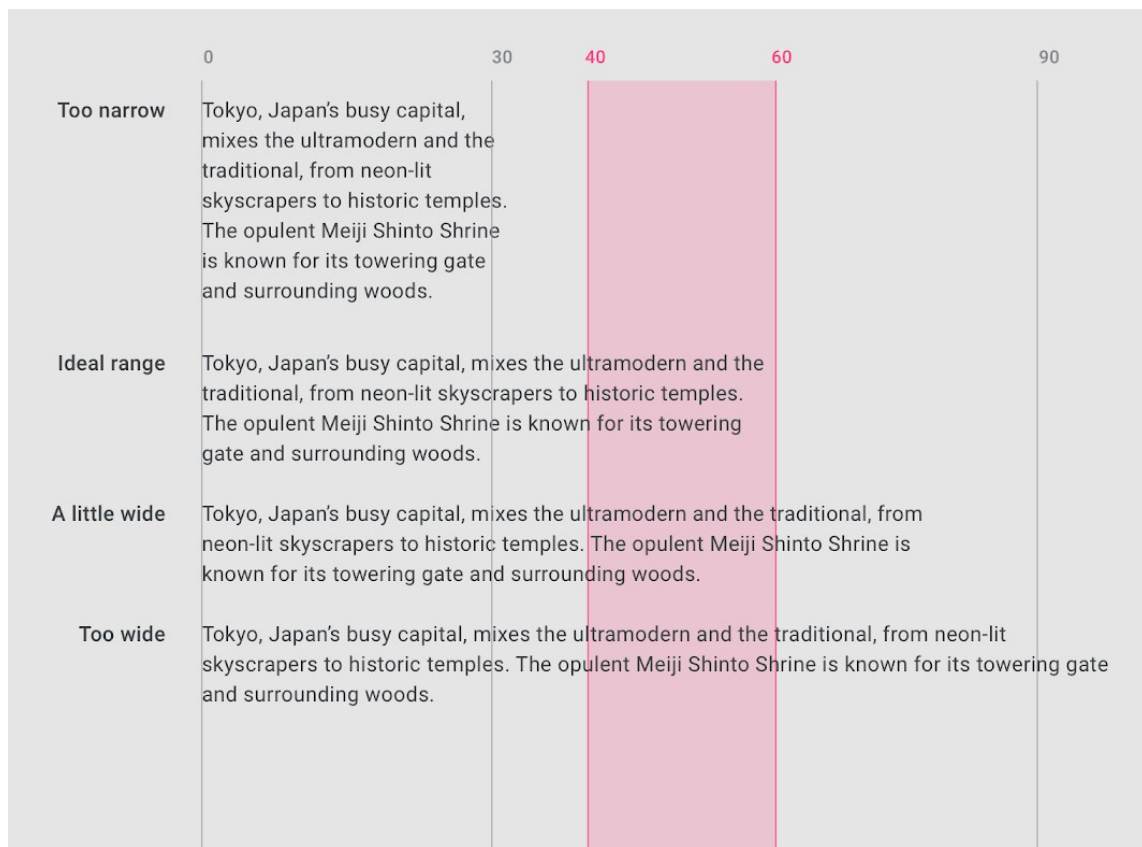 0 30 40 60 90
Too narrow
Tokyo, Japan’s busy capital,
mixes the ultramodern and the
traditional, from neon-lit
skyscrapers to historic temples.
The opulent Meiji Shinto Shrine
is known for its towering gate
and surrounding woods.
Ideal range
Tokyo, Japan’s busy capital, mixes the ultramodern and the
traditional, from neon-lit skyscrapers to historic temples.
The opulent Meiji Shinto Shrine is known for its towering
gate and surrounding woods.
A little wide
Tokyo, Japan’s busy capital, mixes the ultramodern and the traditional, from
neon-lit skyscrapers to historic temples. The opulent Meiji Shinto Shrine is
known for its towering gate and surrounding woods.
Too wide
Tokyo, Japan’s busy capital, mixes the ultramodern and the traditional, from neon-lit
skyscrapers to historic temples. The opulent Meiji Shinto Shrine is known for its towering gate
and surrounding woods.